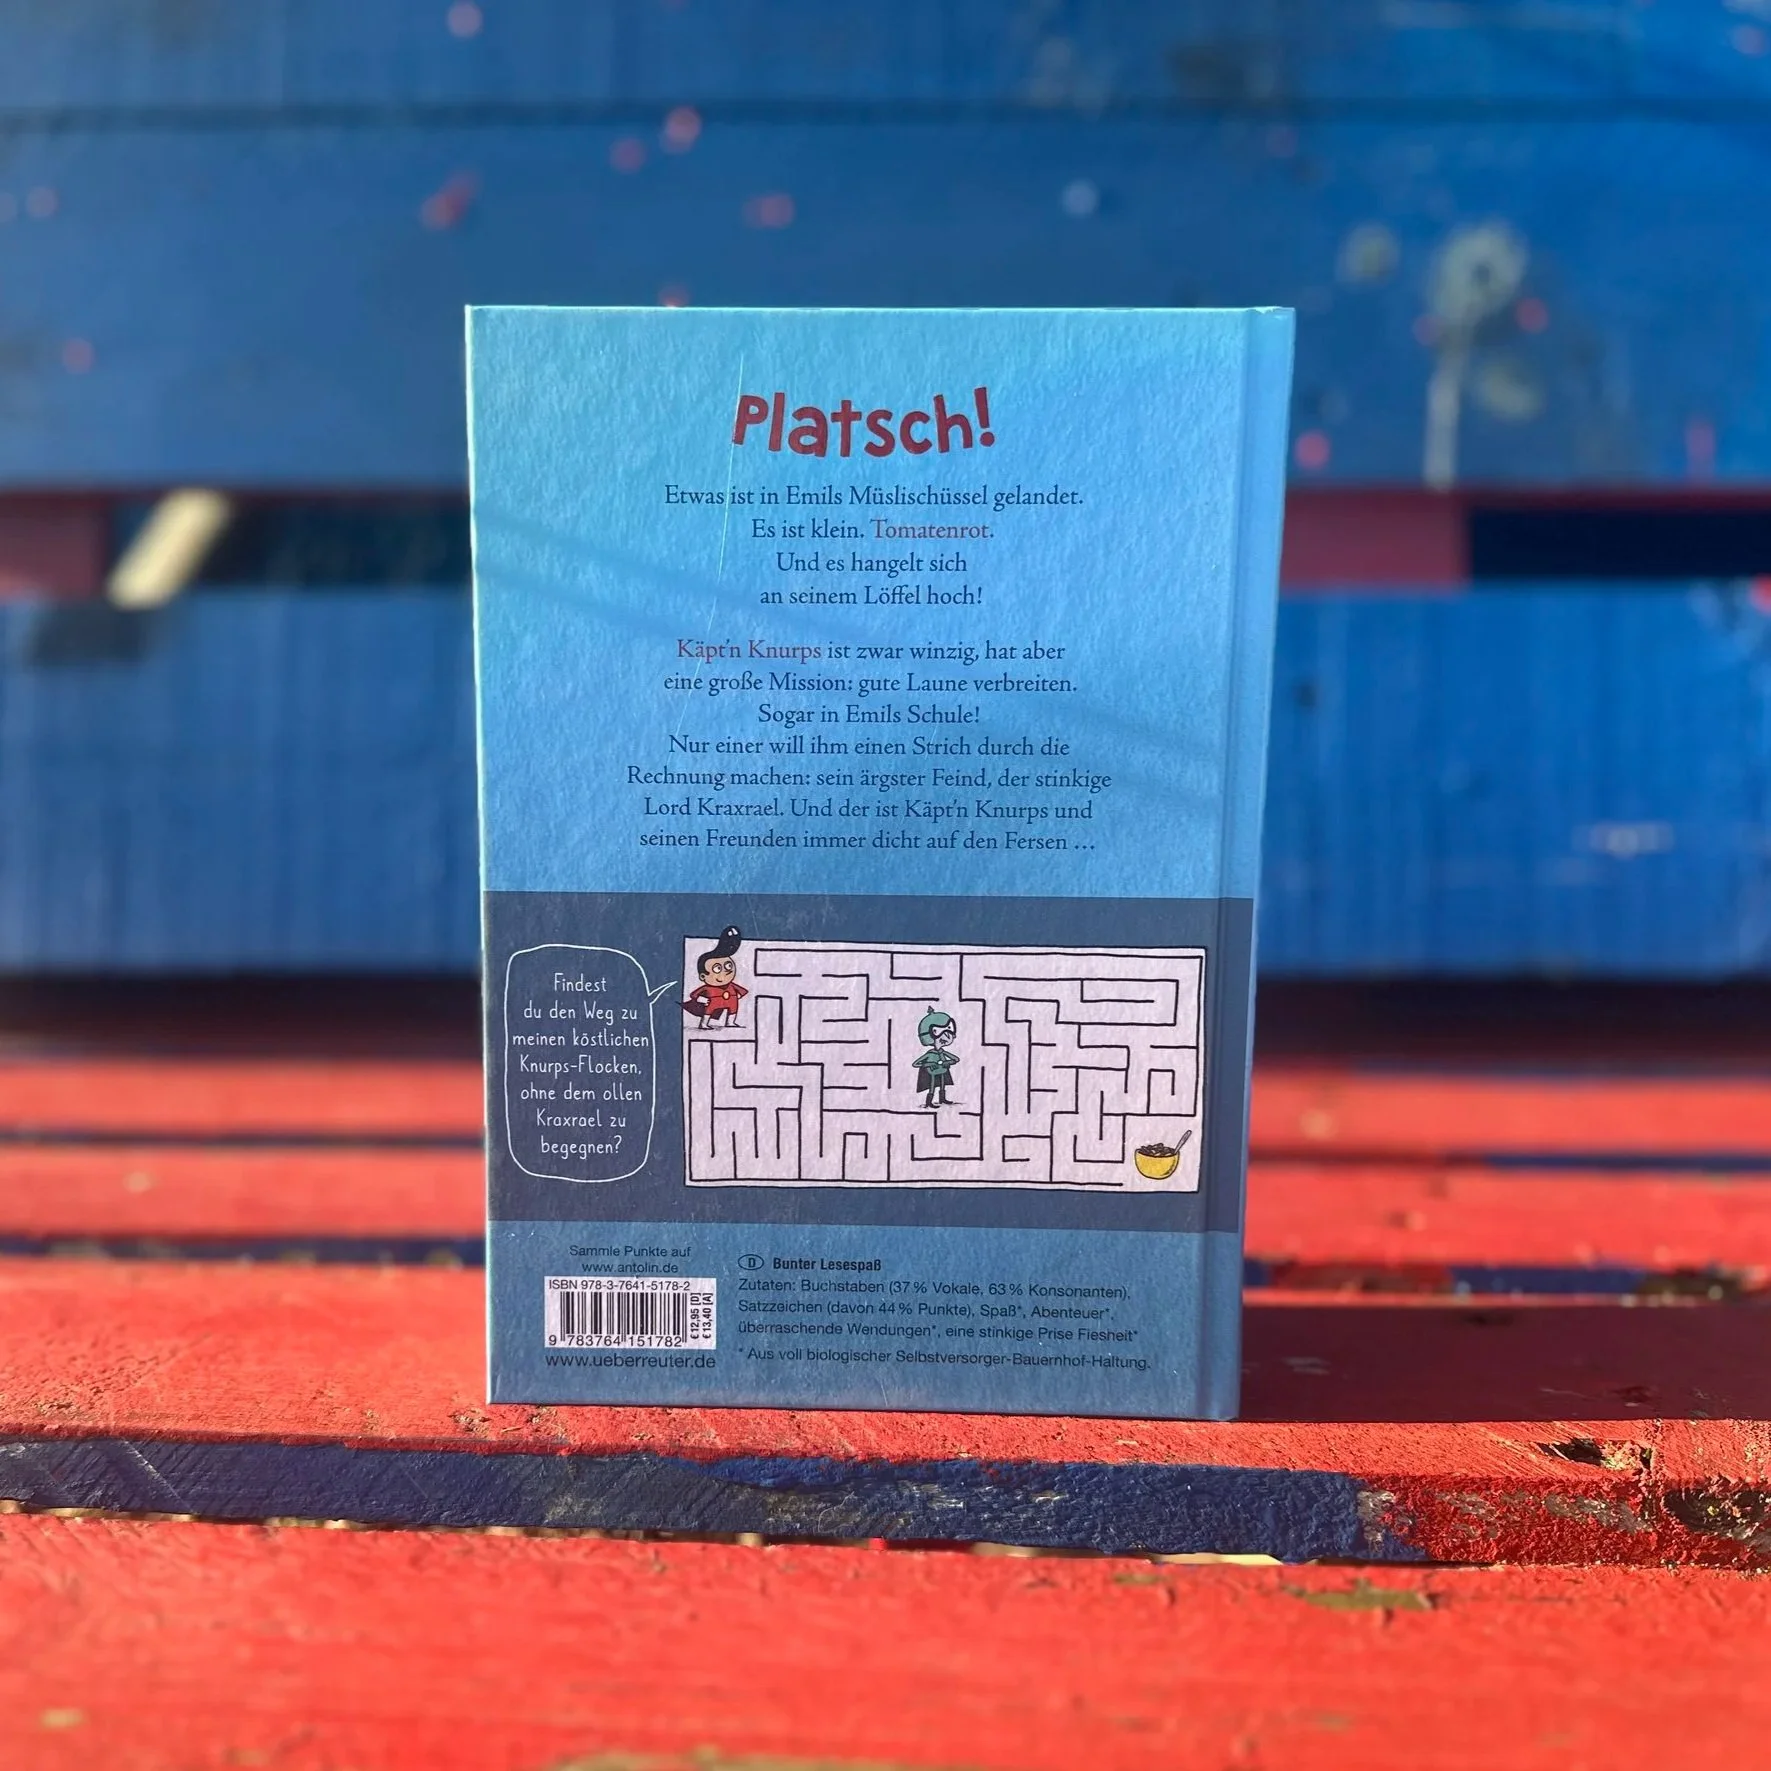 Platsch!
Etwas ist in Emils Müslischüssel gelandet.
Es ist klein. Tomatenrot.
Und es hangelt sich
an seinem Löffel hoch!
Käpt'n Knurps ist zwar winzig, hat aber
eine große Mission: gute Laune verbreiten.
Sogar in Emils Schule!
Nur einer will ihm einen Strich durch die
Rechnung machen: sein ärgster Feind, der stinkige
Lord Kraxrael. Und der ist Käpt'n Knurps und
seinen Freunden immer dicht auf den Fersen ...
Findest
du den Weg zu
meinen köstlichen
Knurps-Flocken,
ohne dem ollen
Kraxrael zu
begegnen?
Sammle Punkte auf
www.antolin.de
ISBN 978-3-7641-5178-2
€ 12,95 [D]
€ 13,40 [A]
9 783764 151782
www.ueberreuter.de
D Bunter Lesespaß
Zutaten: Buchstaben (37 % Vokale, 63 % Konsonanten),
Satzzeichen (davon 44 % Punkte), Spaß*, Abenteuer*,
überraschende Wendungen*, eine stinkige Prise Fiesheit*
* Aus voll biologischer Selbstversorger-Bauernhof-Haltung.